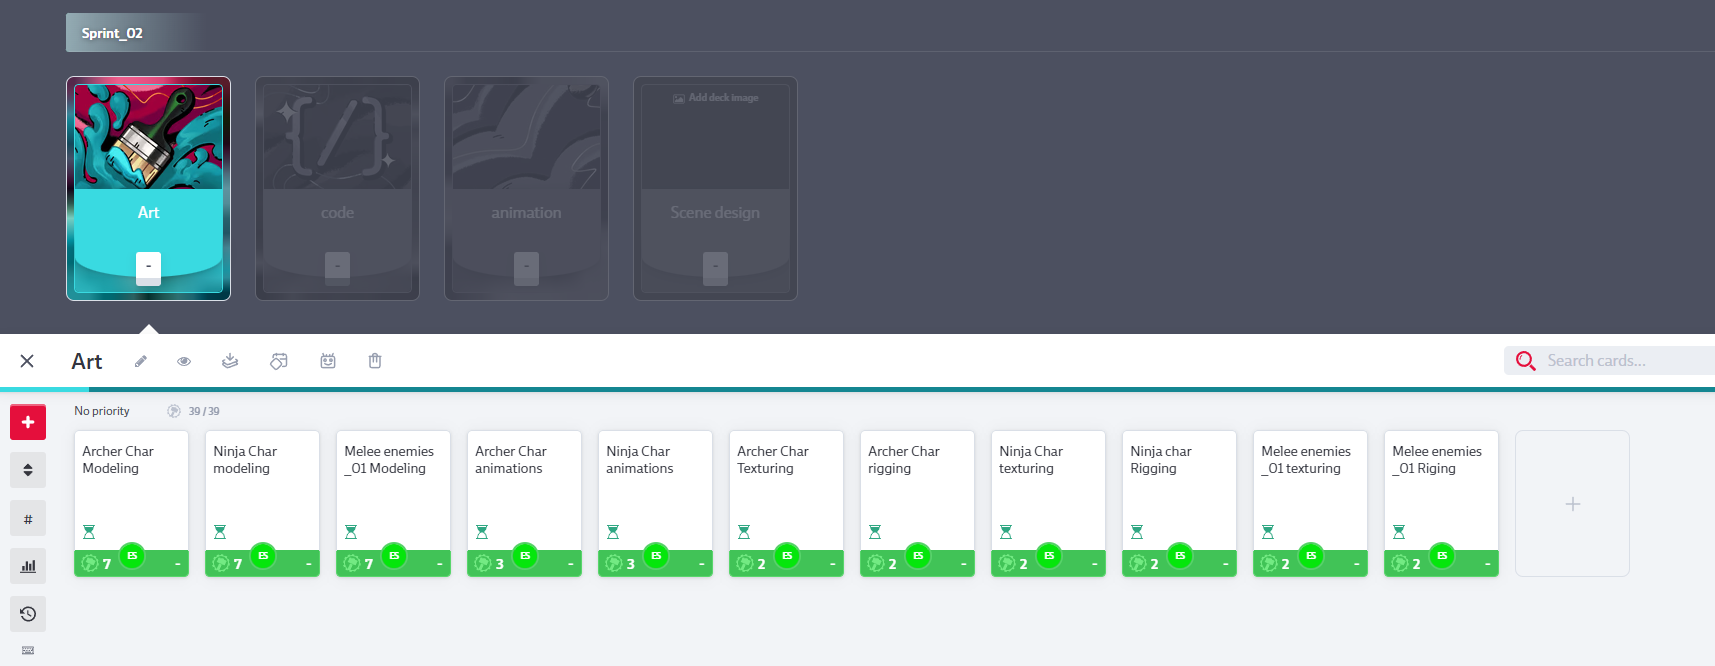 Sprint_02
Add deck image
Art
code
animation
Scene design
-
-
-
-
Art
Search cards...
No priority
39 / 39
Archer Char
Modeling
ES
7
-
Ninja Char
modeling
ES
7
-
Melee enemies
_01 Modeling
ES
7
-
Archer Char
animations
ES
3
-
Ninja Char
animations
ES
3
-
Archer Char
Texturing
ES
2
-
Archer Char
rigging
ES
2
-
Ninja Char
texturing
ES
2
-
Ninja char
Rigging
ES
2
-
Melee enemies
_01 texturing
ES
2
-
Melee enemies
_01 Riging
ES
2
-
+
#